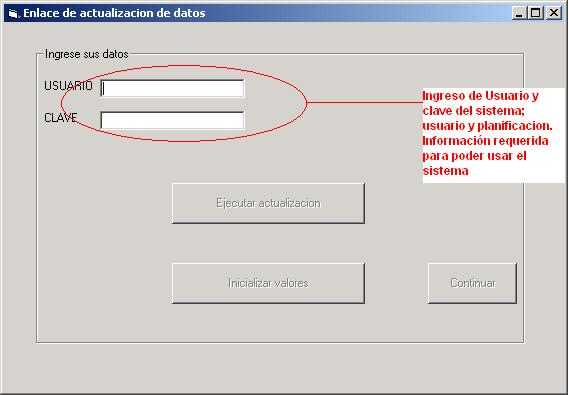 Enlace de actualizacion de datos
Ingrese sus datos
USUARIO
CLAVE
Ingreso de Usuario y
clave del sistema;
usuario y planificacion.
Información requerida
para poder usar el
sistema
Ejecutar actualizacion
Inicializar valores
Continuar